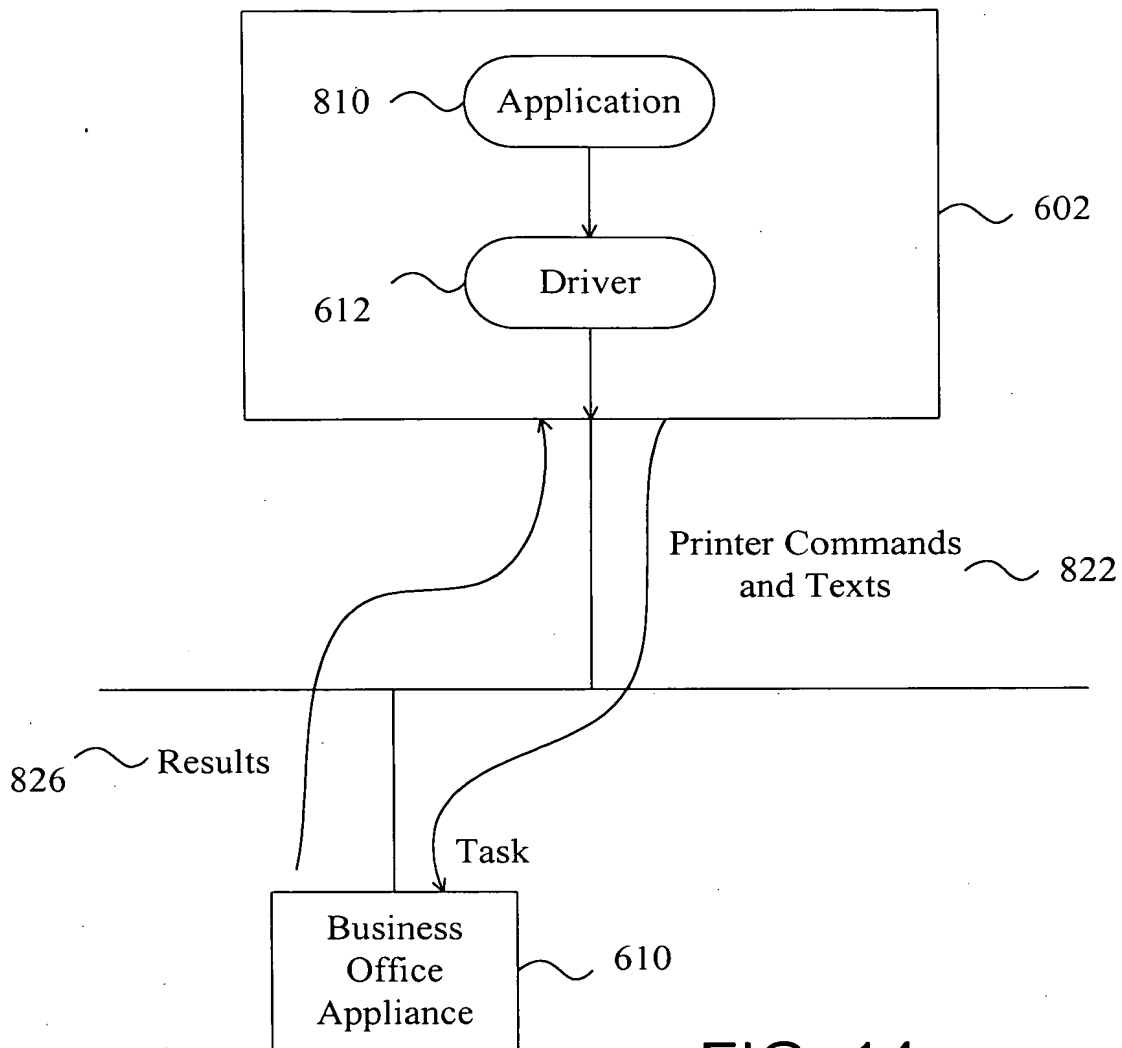 810
Application
602
Driver
612
Printer Commands
and Texts
822
Results
826
Task
Business
Office
Appliance
610